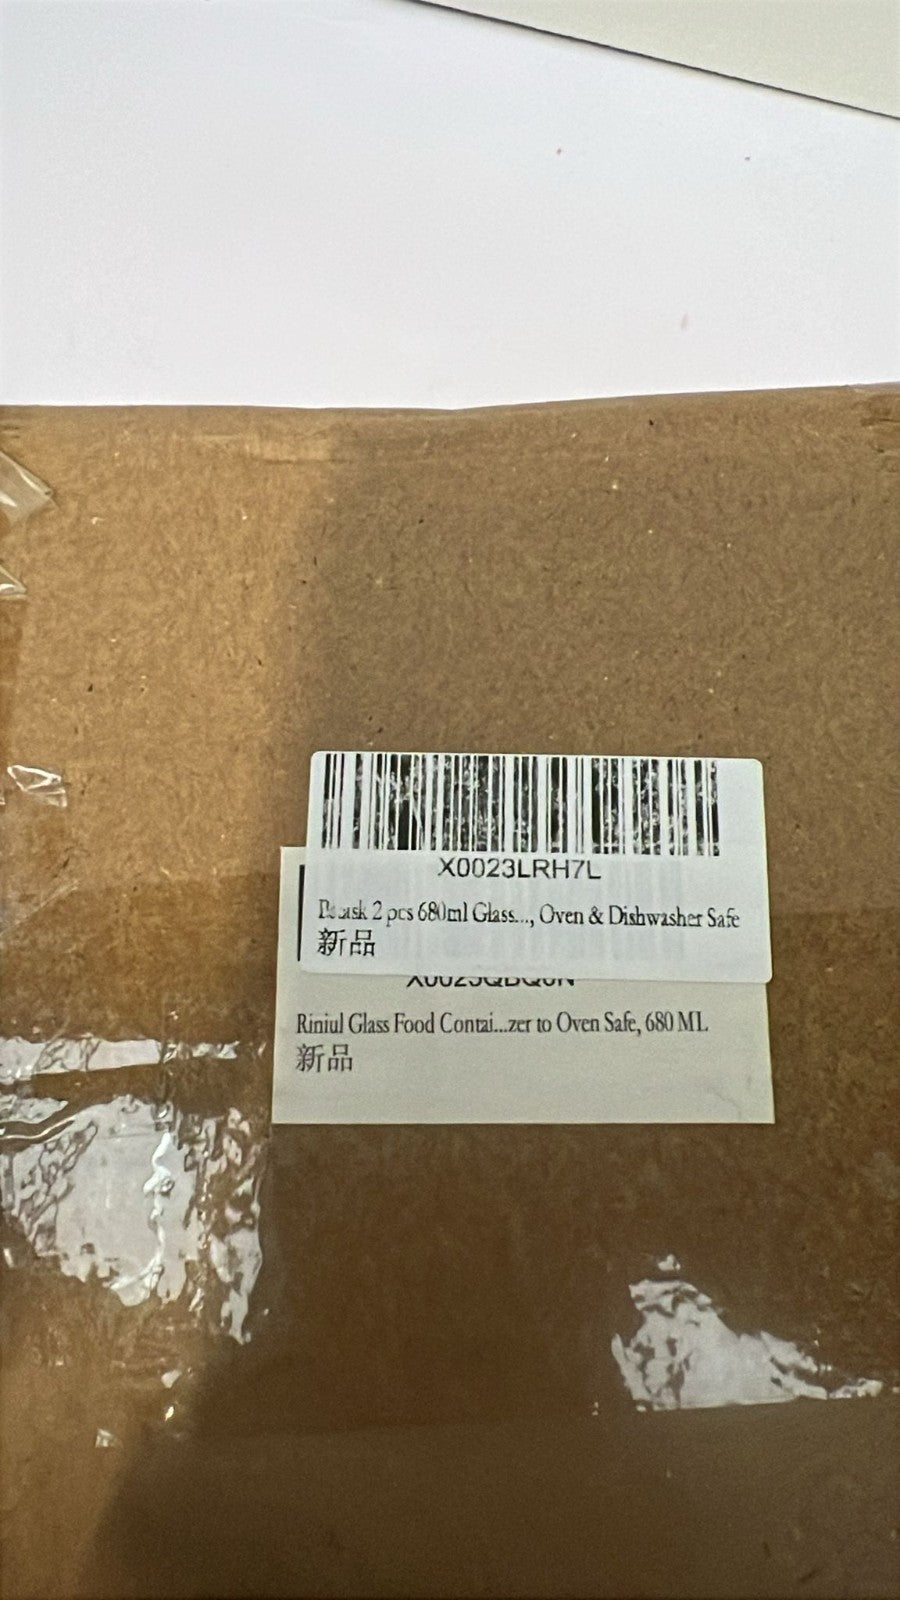 X0023LRH7L
2 pcs 680ml Glass..., Oven & Dishwasher Safe
新品
Riniul Glass Food Contai...zer to Oven Safe, 680 ML
新品